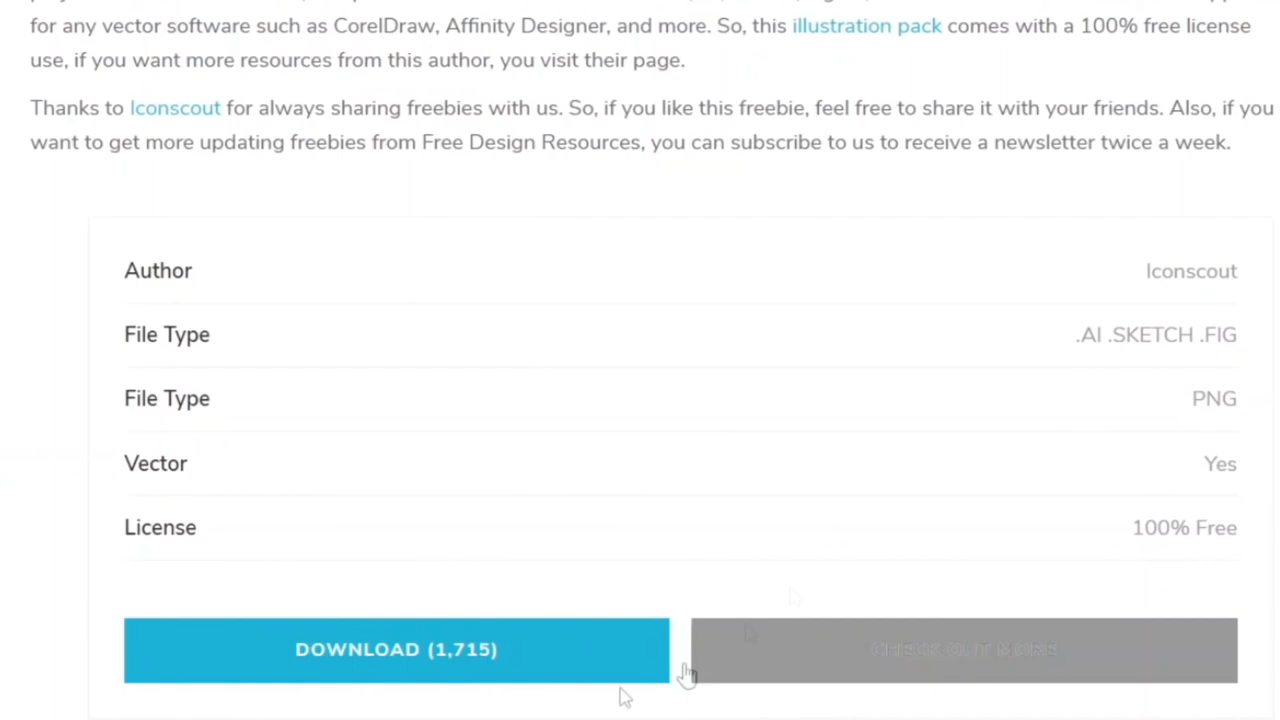 for any vector software such as CorelDraw, Affinity Designer, and more. So, this illustration pack comes with a 100% free license
use, if you want more resources from this author, you visit their page.
Thanks to Iconscout for always sharing freebies with us. So, if you like this freebie, feel free to share it with your friends. Also, if you
want to get more updating freebies from Free Design Resources, you can subscribe to us to receive a newsletter twice a week.
Author Iconscout
File Type .AI .SKETCH .FIG
File Type PNG
Vector Yes
License 100% Free
DOWNLOAD (1,715) CHECK OUT MORE